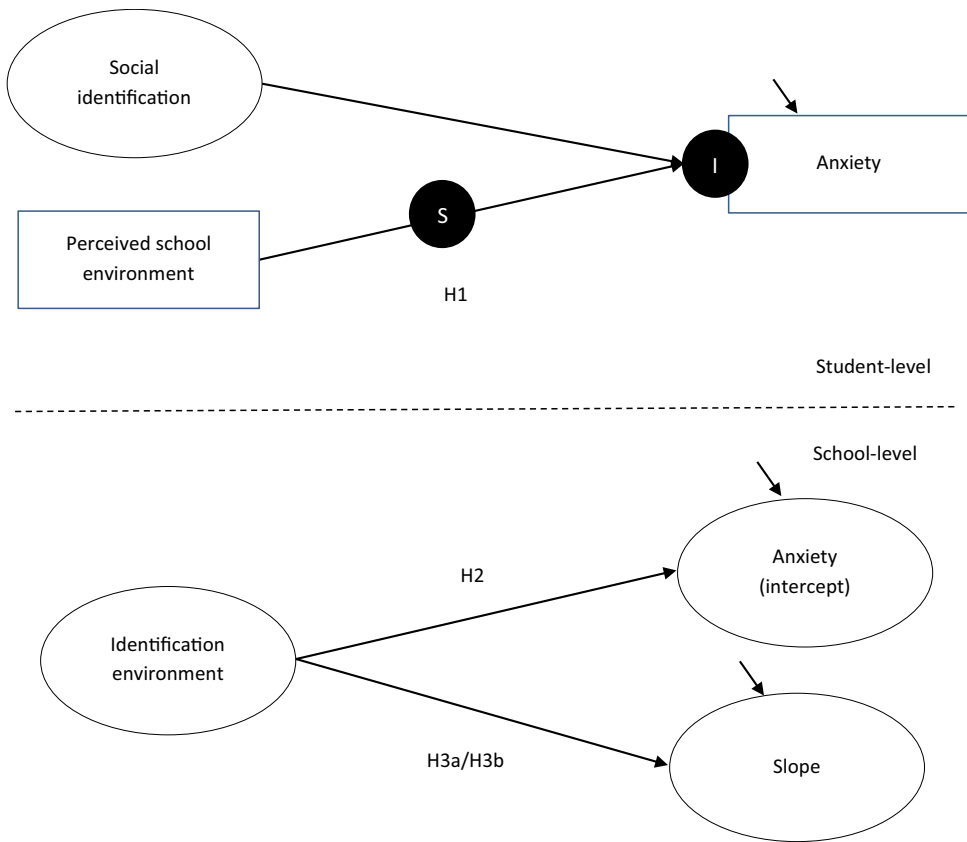 Social
identification
I
Anxiety
S
Perceived school
environment
H1
Student-level
School-level
Anxiety
(intercept)
H2
Identification
environment
H3a/H3b
Slope